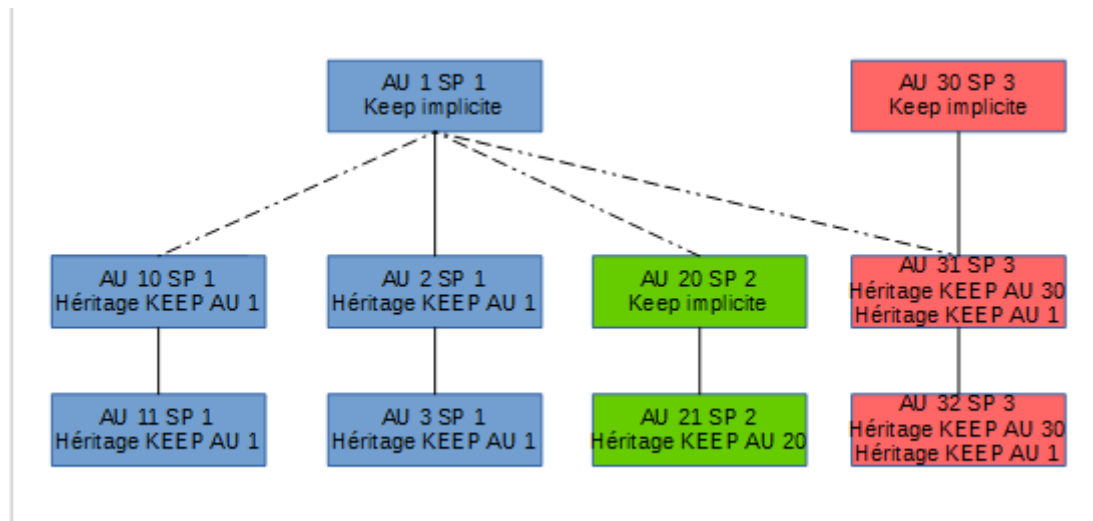 AU 1 SP 1
Keep implicite
AU 30 SP 3
Keep implicite
AU 10 SP 1
Héritage KEEP AU 1
AU 2 SP 1
Héritage KEEP AU 1
AU 20 SP 2
Keep implicite
AU 31 SP 3
Héritage KEEP AU 30
Héritage KEEP AU 1
AU 11 SP 1
Héritage KEEP AU 1
AU 3 SP 1
Héritage KEEP AU 1
AU 21 SP 2
Héritage KEEP AU 20
AU 32 SP 3
Héritage KEEP AU 30
Héritage KEEP AU 1